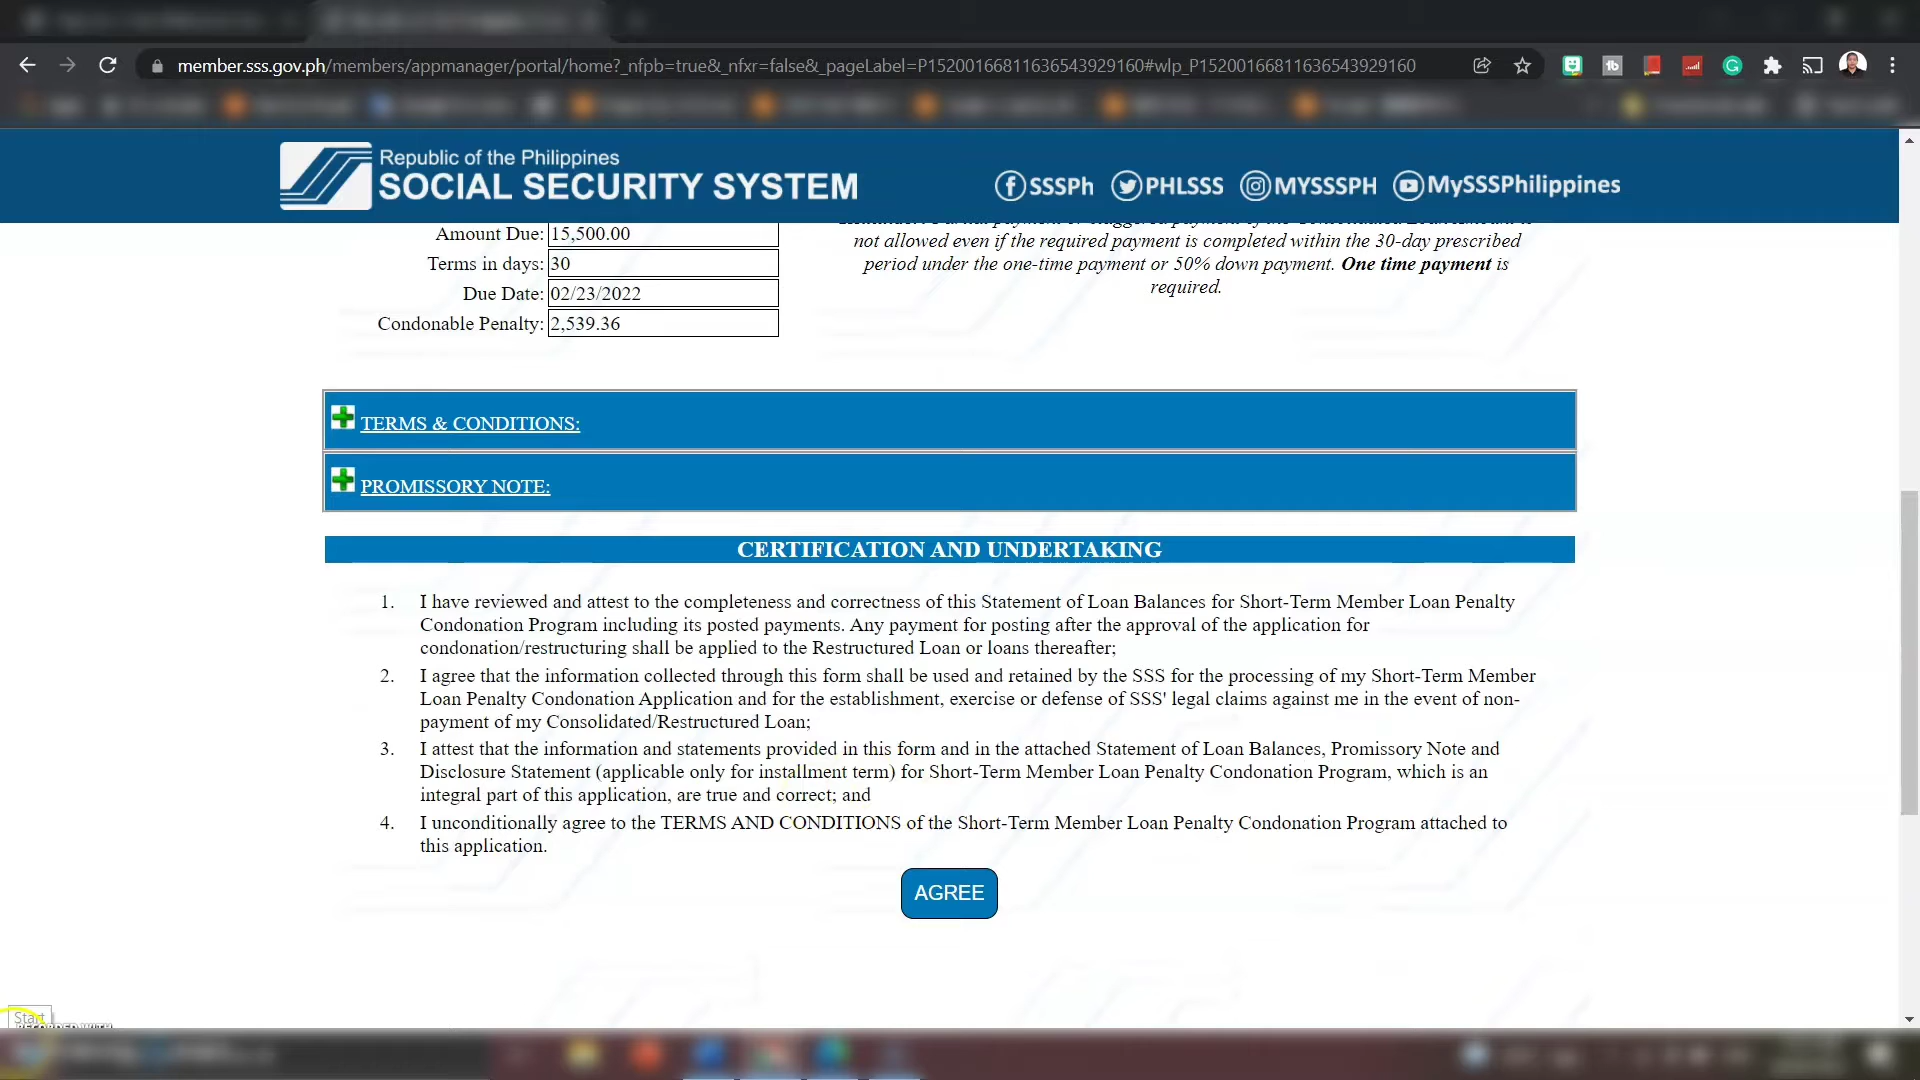 member.sss.gov.ph/members/appmanager/portal/home?_nfpb=true&_nfxr=false&_pageLabel=P1520016681163654392​9160#wlp_P15200166811636543929160
Republic of the Philippines
SOCIAL SECURITY SYSTEM
SSSPh PHLSSS MYSSSPH MySSSPhilippines
Amount Due: 15,500.00
Terms in days: 30
Due Date: 02/23/2022
Condonable Penalty: 2,539.36
not allowed even if the required payment is completed within the 30-day prescribed
period under the one-time payment or 50% down payment. One time payment is
required.
TERMS & CONDITIONS:
PROMISSORY NOTE:
CERTIFICATION AND UNDERTAKING
1. I have reviewed and attest to the completeness and correctness of this Statement of Loan Balances for Short-Term Member Loan Penalty
Condonation Program including its posted payments. Any payment for posting after the approval of the application for
condonation/restructuring shall be applied to the Restructured Loan or loans thereafter;
2. I agree that the information collected through this form shall be used and retained by the SSS for the processing of my Short-Term Member
Loan Penalty Condonation Application and for the establishment, exercise or defense of SSS' legal claims against me in the event of non-
payment of my Consolidated/Restructured Loan;
3. I attest that the information and statements provided in this form and in the attached Statement of Loan Balances, Promissory Note and
Disclosure Statement (applicable only for installment term) for Short-Term Member Loan Penalty Condonation Program, which is an
integral part of this application, are true and correct; and
4. I unconditionally agree to the TERMS AND CONDITIONS of the Short-Term Member Loan Penalty Condonation Program attached to
this application.
AGREE
Start